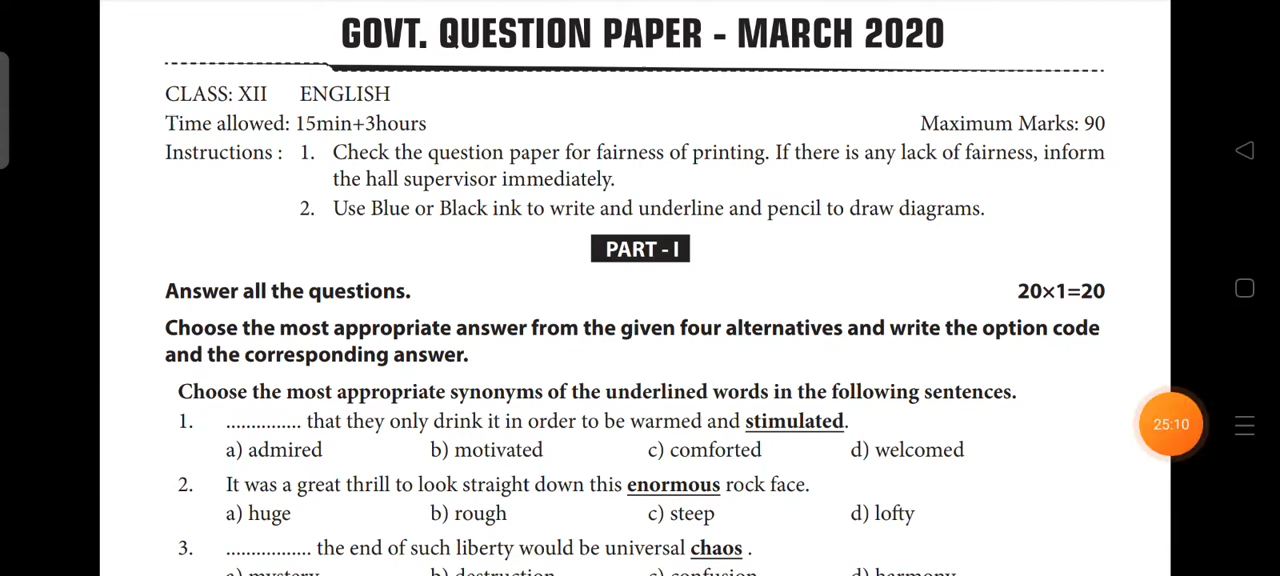 GOVT. QUESTION PAPER - MARCH 2020
CLASS: XII ENGLISH
Time allowed: 15min+3hours Maximum Marks: 90
Instructions : 1. Check the question paper for fairness of printing. If there is any lack of fairness, inform
the hall supervisor immediately.
2. Use Blue or Black ink to write and underline and pencil to draw diagrams.
PART - I
Answer all the questions. 20×1=20
Choose the most appropriate answer from the given four alternatives and write the option code
and the corresponding answer.
Choose the most appropriate synonyms of the underlined words in the following sentences.
1. .............. that they only drink it in order to be warmed and stimulated.
a) admired b) motivated c) comforted d) welcomed
25:10
2. It was a great thrill to look straight down this enormous rock face.
a) huge b) rough c) steep d) lofty
3. ................ the end of such liberty would be universal chaos .
a) mystery b) destruction c) confusion d) harmony